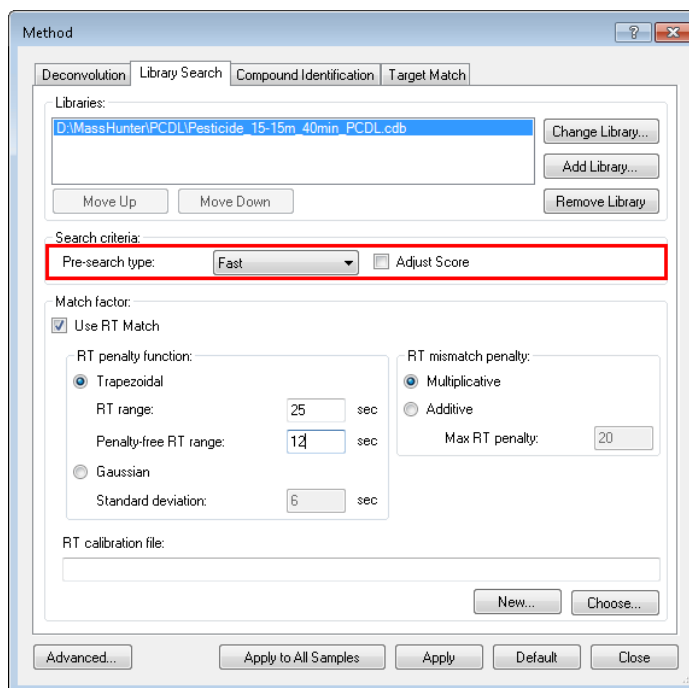 Method
Deconvolution Library Search Compound Identification Target Match
Libraries:
D:\MassHunter\PCDL\Pesticide_15-15m_40min_PCDL.cdb
Change Library...
Add Library...
Move Up Move Down Remove Library
Search criteria:
Pre-search type: Fast Adjust Score
Match factor:
Use RT Match
RT penalty function: RT mismatch penalty:
Trapezoidal Multiplicative
RT range: 25 sec Additive
Penalty-free RT range: 12 sec Max RT penalty: 20
Gaussian
Standard deviation: 6 sec
RT calibration file:
New... Choose...
Advanced... Apply to All Samples Apply Default Close